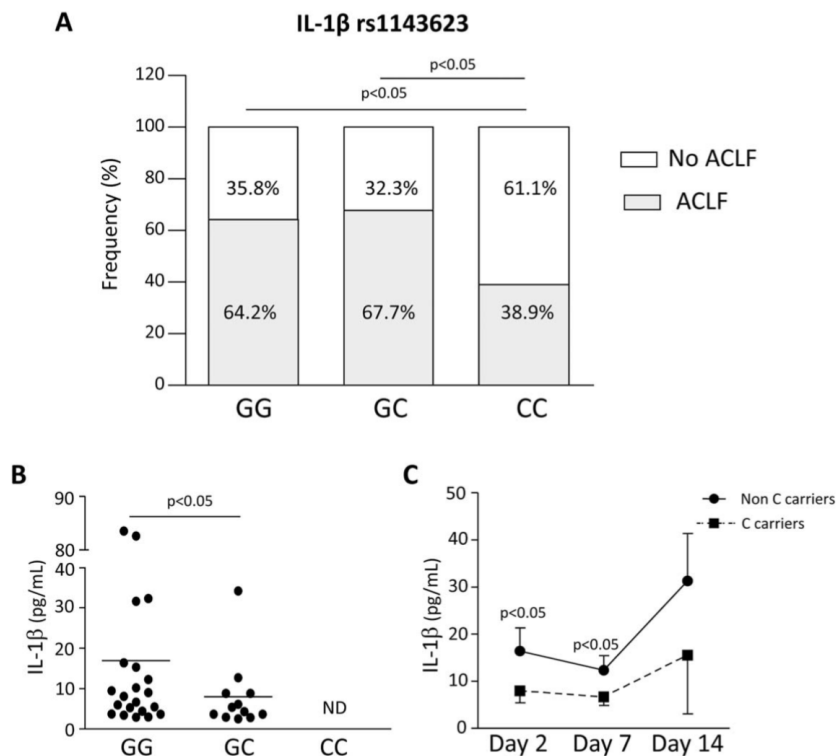 A
IL-1β rs1143623
p<0.05
p<0.05
120
100
80
60
40
20
0
Frequency (%)
35.8%
32.3%
61.1%
64.2%
67.7%
38.9%
GG
GC
CC
No ACLF
ACLF
B
90
80
40
30
20
10
0
IL-1β (pg/mL)
p<0.05
ND
GG
GC
CC
C
50
40
30
20
10
0
IL-1β (pg/mL)
p<0.05
p<0.05
Non C carriers
C carriers
Day 2
Day 7
Day 14